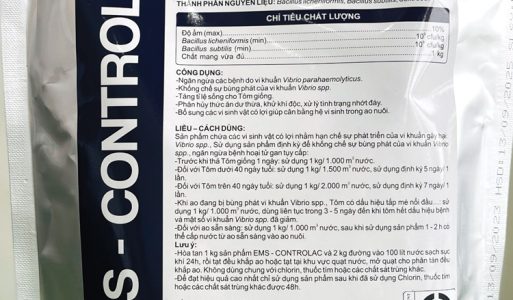 THÀNH PHẦN NGUYÊN LIỆU: Bacillus licheniformis, Bacillus subtilis,
CHỈ TIÊU CHẤT LƯỢNG
Độ ẩm (max) 10%
Bacillus licheniformis (min) cfu/kg
Bacillus subtilis (min) cfu/kg
Chất mang vừa đủ 1 kg
CÔNG DỤNG:
-Ngăn ngừa các bệnh do vi khuẩn Vibrio parahaemolyticus.
-Khống chế sự bùng phát của vi khuẩn Vibrio spp.
-Tăng tỉ lệ sống cho Tôm giống.
-Phân hủy thức ăn dư thừa, khử khí độc, xử lý tình trạng nhớt đáy.
-Bổ sung các vi sinh vật có lợi giúp cân bằng hệ vi sinh trong ao nuôi.
LIỀU – CÁCH DÙNG:
Sản phẩm chứa các vi sinh vật có lợi nhằm hạn chế sự phát triển của vi khuẩn gây hại
Vibrio spp., Sử dụng sản phẩm định kỳ để khống chế sự bùng phát của vi khuẩn Vibrio
spp., ngăn ngừa bệnh hoại tử gan tụy cấp:
-Trước khi thả Tôm giống 1 ngày: sử dụng 1 kg/ 1.000 m³ nước.
-Đối với Tôm dưới 40 ngày tuổi: sử dụng 1 kg/ 1.500 m³ nước, sử dụng định kỳ 5 ngày/ 1
lần.
-Đối với Tôm trên 40 ngày tuổi: sử dụng 1 kg/ 2.000 m³ nước, sử dụng định kỳ 7 ngày/ 1
lần.
-Khi ao đang bị bùng phát vi khuẩn Vibrio spp., Tôm có dấu hiệu tấp mé nổi đầu...: sử
dụng 1 kg/ 1.000 m³ nước, dùng liên tục trong 3 - 5 ngày đến khi tôm hết dấu hiệu bệnh
và mật số vi khuẩn Vibrio spp. đã giảm.
-Đối với ao sẵn sàng: sử dụng 1 kg/ 1.000 m³ nước, sau khi sử dụng sản phẩm 1 - 2 h có
thể cấp nước từ ao sẵn sàng vào ao nuôi.
Lưu ý:
-Hòa tan 1 kg sản phẩm EMS - CONTROLAC và 2 kg đường vào 100 lít nước sạch sục
khí 24h, rồi tạt đều khắp ao hoặc tạt tại khu vực quạt nước, mở quạt cho phân tán đều
khắp ao. Không dùng chung với chlorin, thuốc tím hoặc các chất sát trùng khác.
-Để đạt hiệu quả cao nhất chỉ sử dụng sản phẩm sau khi đã sử dụng Chlorin, thuốc tím
hoặc các chất sát trùng khác được 48h.
S - CONTROL
13-09-2023
HSD:13-09-2025